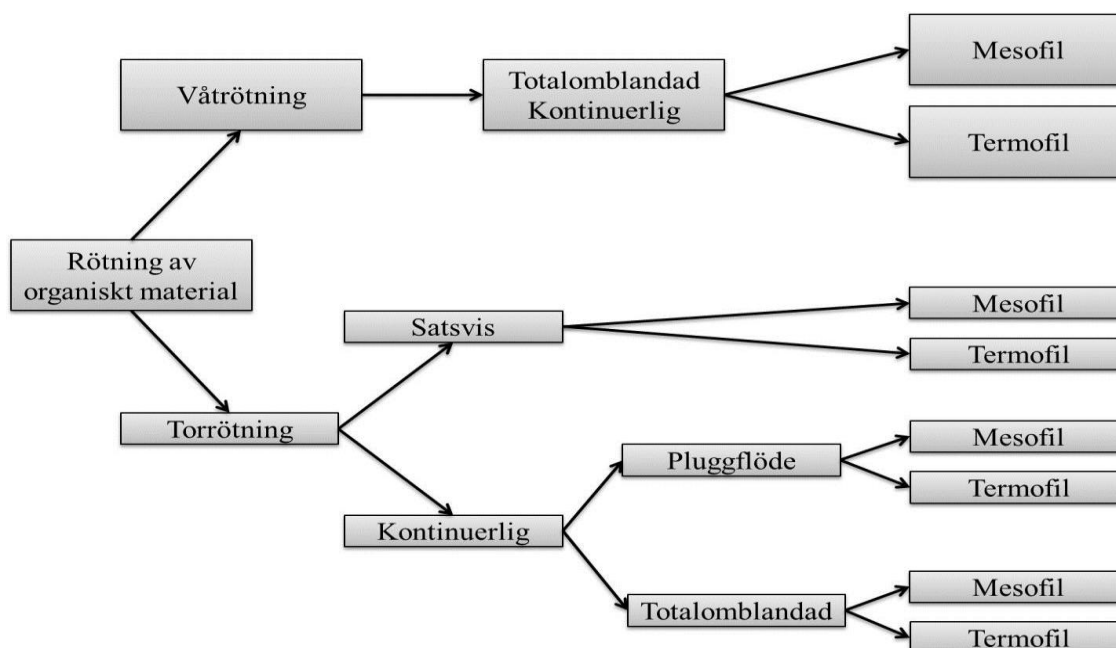 Våtrötning
Totalomblandad
Kontinuerlig
Mesofil
Termofil
Rötning av
organiskt material
Satsvis
Mesofil
Termofil
Torrötning
Pluggflöde
Mesofil
Termofil
Kontinuerlig
Totalomblandad
Mesofil
Termofil